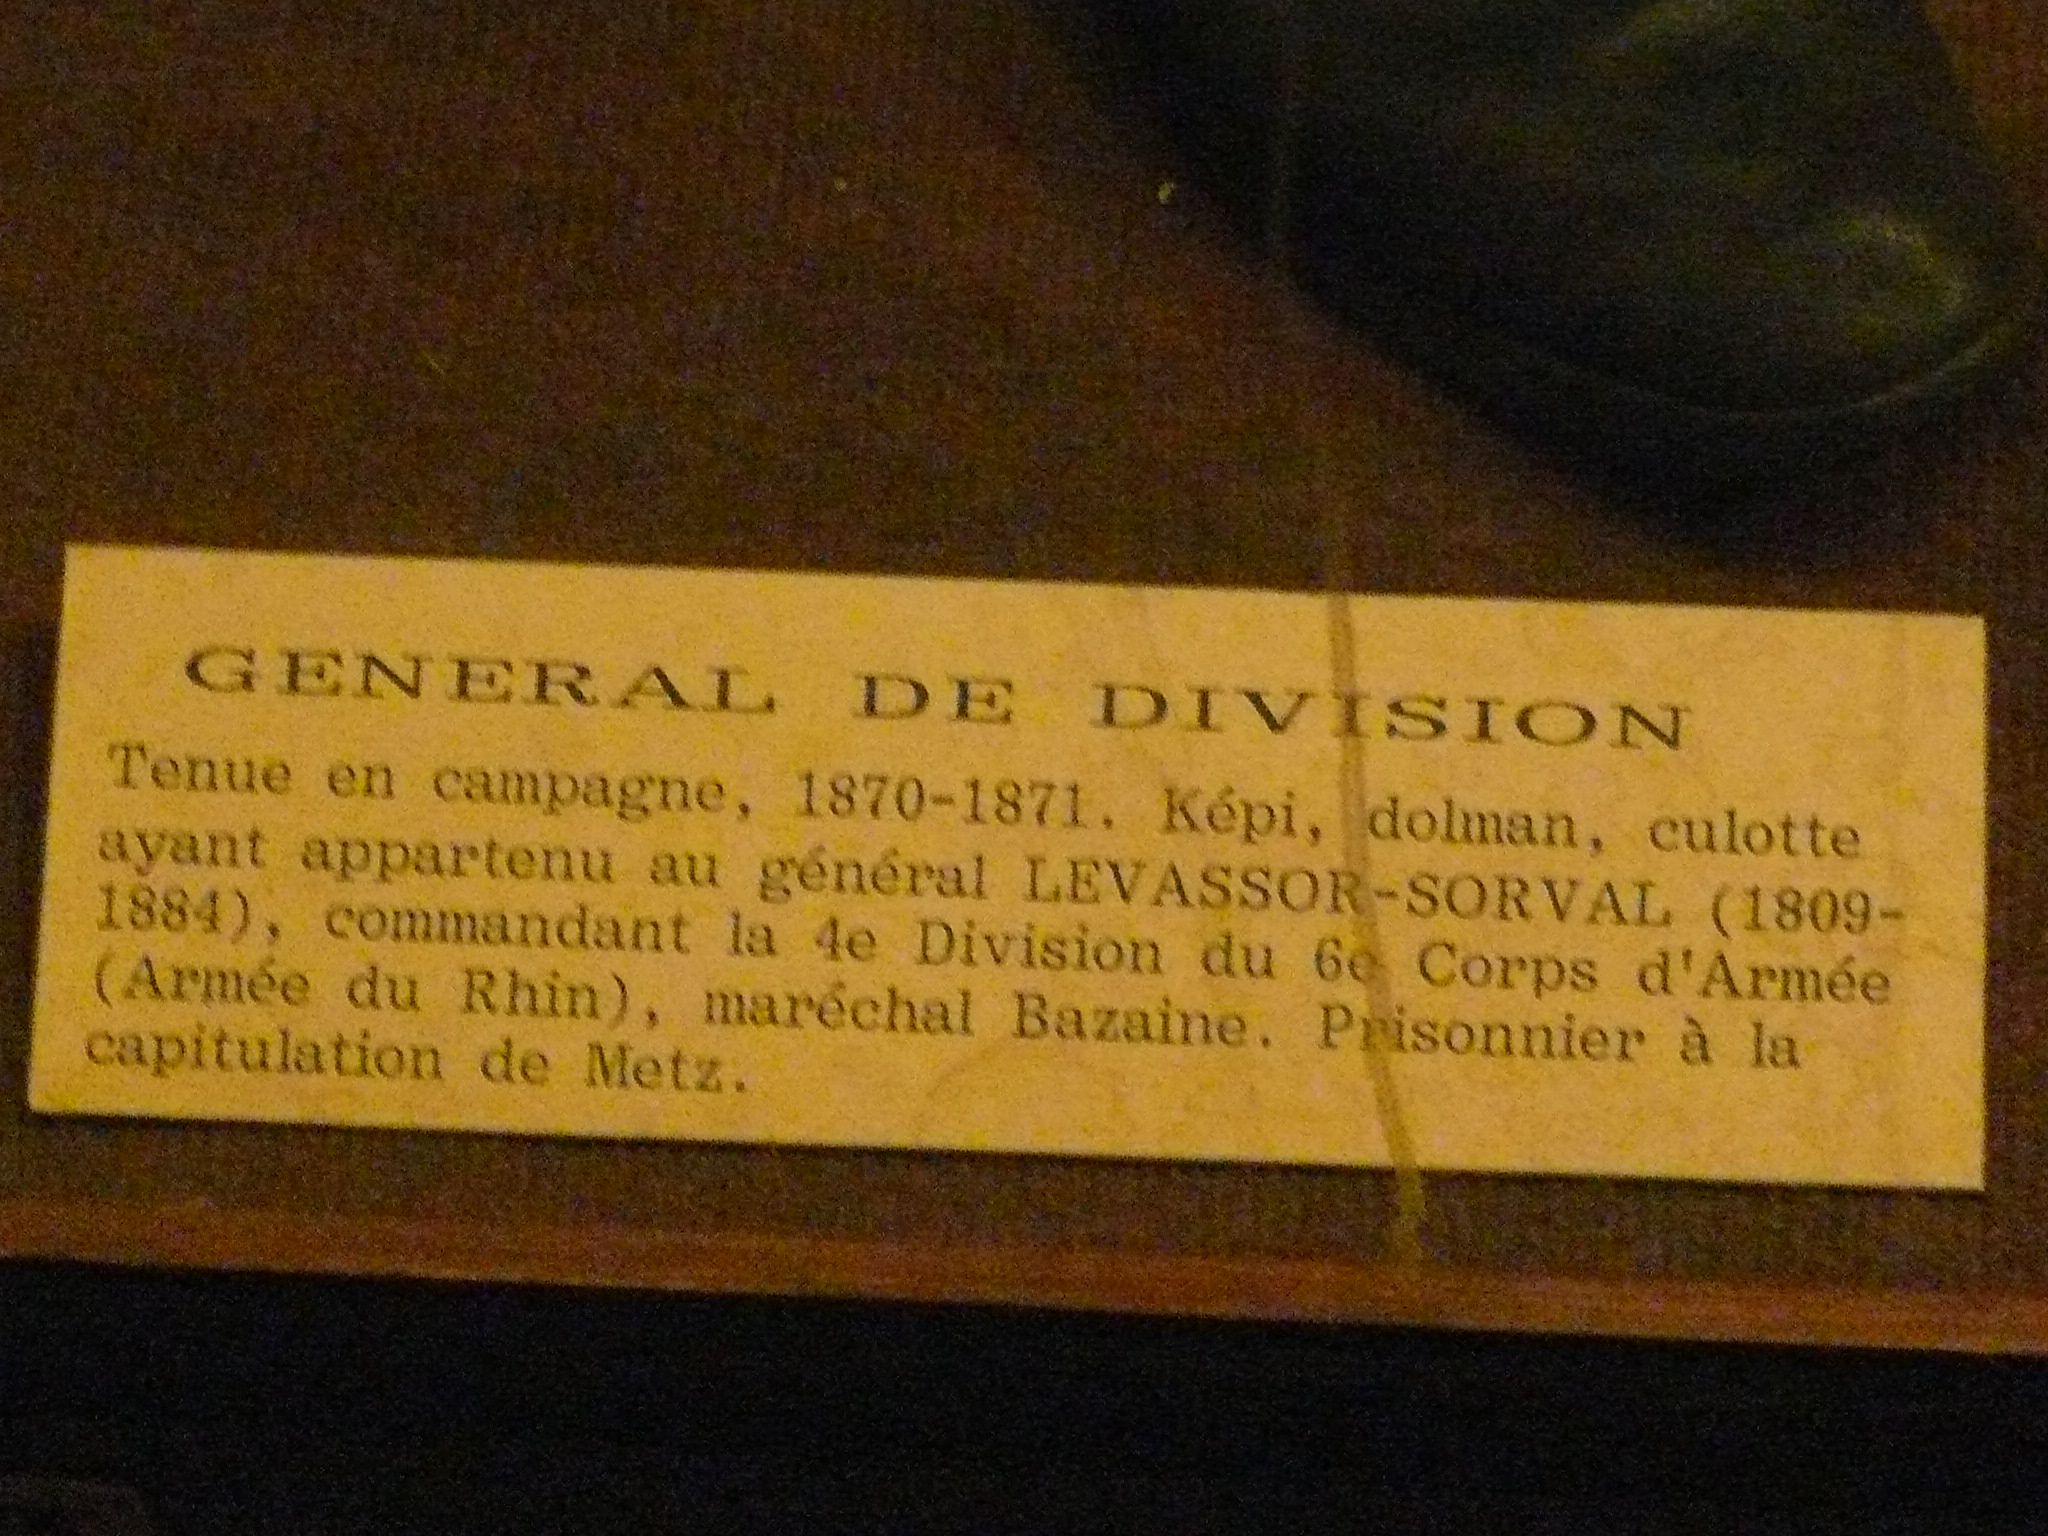 GENERAL DE DIVISION
Tenue en campagne, 1870-1871. Képi, dolman, culotte
ayant appartenu au général LEVASSOR-SORVAL (1809-
1884), commandant la 4e Division du 6e Corps d'Armée
(Armée du Rhin), maréchal Bazaine. Prisonnier à la
capitulation de Metz.